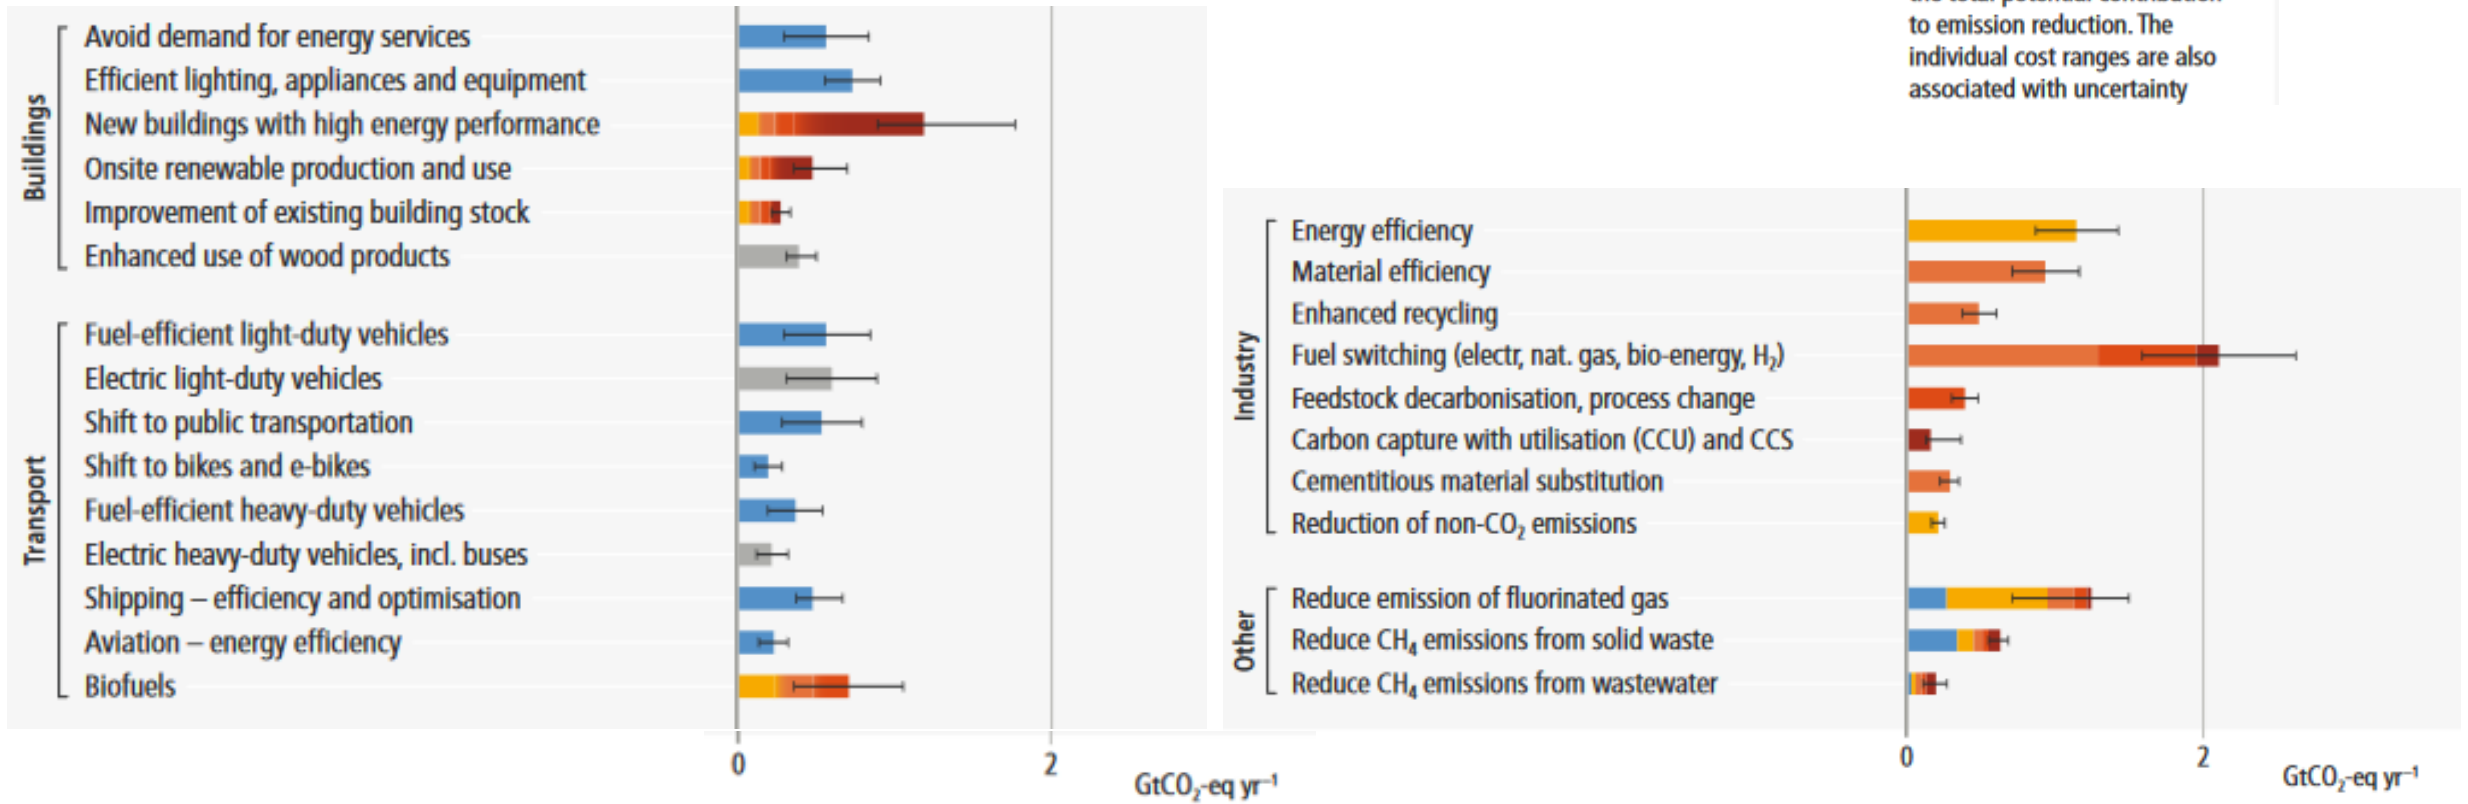 Buildings
Avoid demand for energy services
Efficient lighting, appliances and equipment
New buildings with high energy performance
Onsite renewable production and use
Improvement of existing building stock
Enhanced use of wood products
Transport
Fuel-efficient light-duty vehicles
Electric light-duty vehicles
Shift to public transportation
Shift to bikes and e-bikes
Fuel-efficient heavy-duty vehicles
Electric heavy-duty vehicles, incl. buses
Shipping – efficiency and optimisation
Aviation – energy efficiency
Biofuels
0 2
GtCO₂-eq yr⁻¹
the total potential contribution
to emission reduction. The
individual cost ranges are also
associated with uncertainty
Industry
Energy efficiency
Material efficiency
Enhanced recycling
Fuel switching (electr, nat. gas, bio-energy, H₂)
Feedstock decarbonisation, process change
Carbon capture with utilisation (CCU) and CCS
Cementitious material substitution
Reduction of non-CO₂ emissions
Other
Reduce emission of fluorinated gas
Reduce CH₄ emissions from solid waste
Reduce CH₄ emissions from wastewater
0 2
GtCO₂-eq yr⁻¹